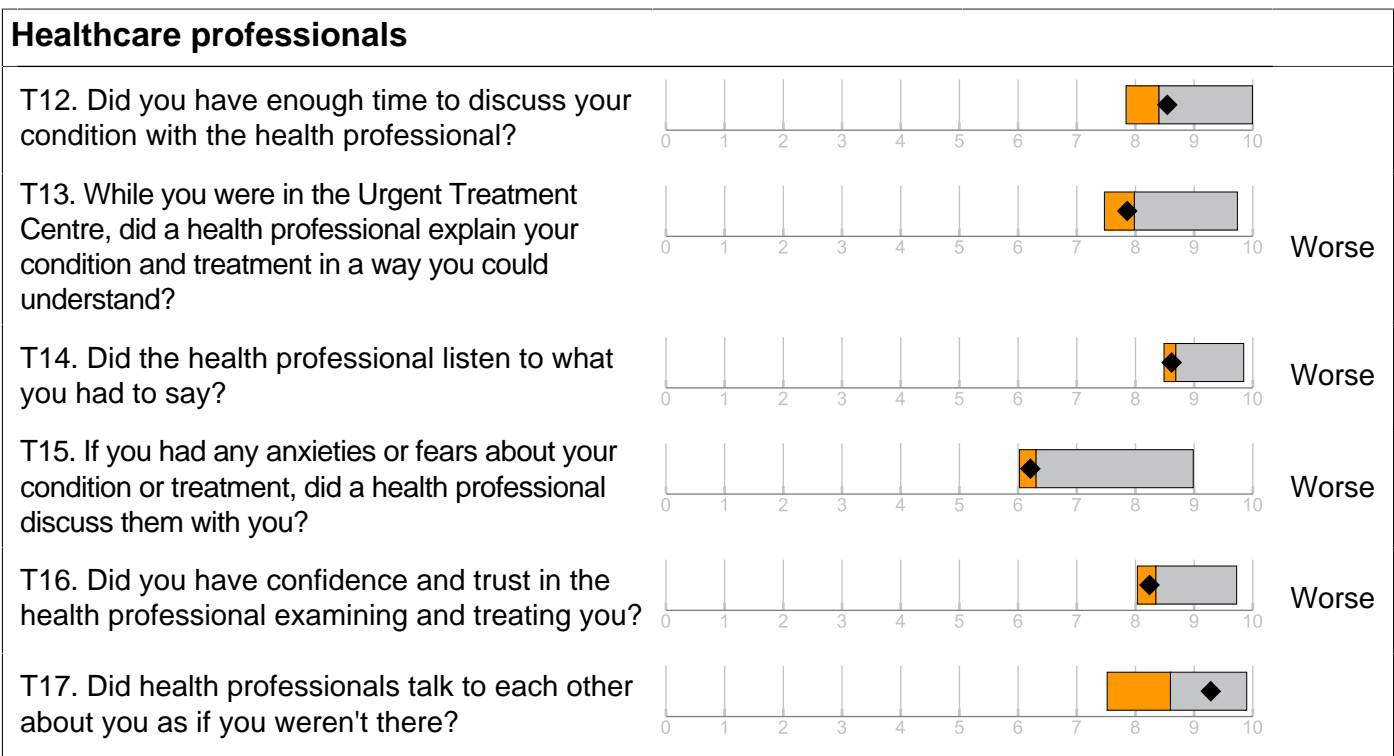 Healthcare professionals
T12. Did you have enough time to discuss your
condition with the health professional?
0 1 2 3 4 5 6 7 8 9 10
T13. While you were in the Urgent Treatment
Centre, did a health professional explain your
condition and treatment in a way you could
understand?
0 1 2 3 4 5 6 7 8 9 10
Worse
T14. Did the health professional listen to what
you had to say?
0 1 2 3 4 5 6 7 8 9 10
Worse
T15. If you had any anxieties or fears about your
condition or treatment, did a health professional
discuss them with you?
0 1 2 3 4 5 6 7 8 9 10
Worse
T16. Did you have confidence and trust in the
health professional examining and treating you?
0 1 2 3 4 5 6 7 8 9 10
Worse
T17. Did health professionals talk to each other
about you as if you weren't there?
0 1 2 3 4 5 6 7 8 9 10